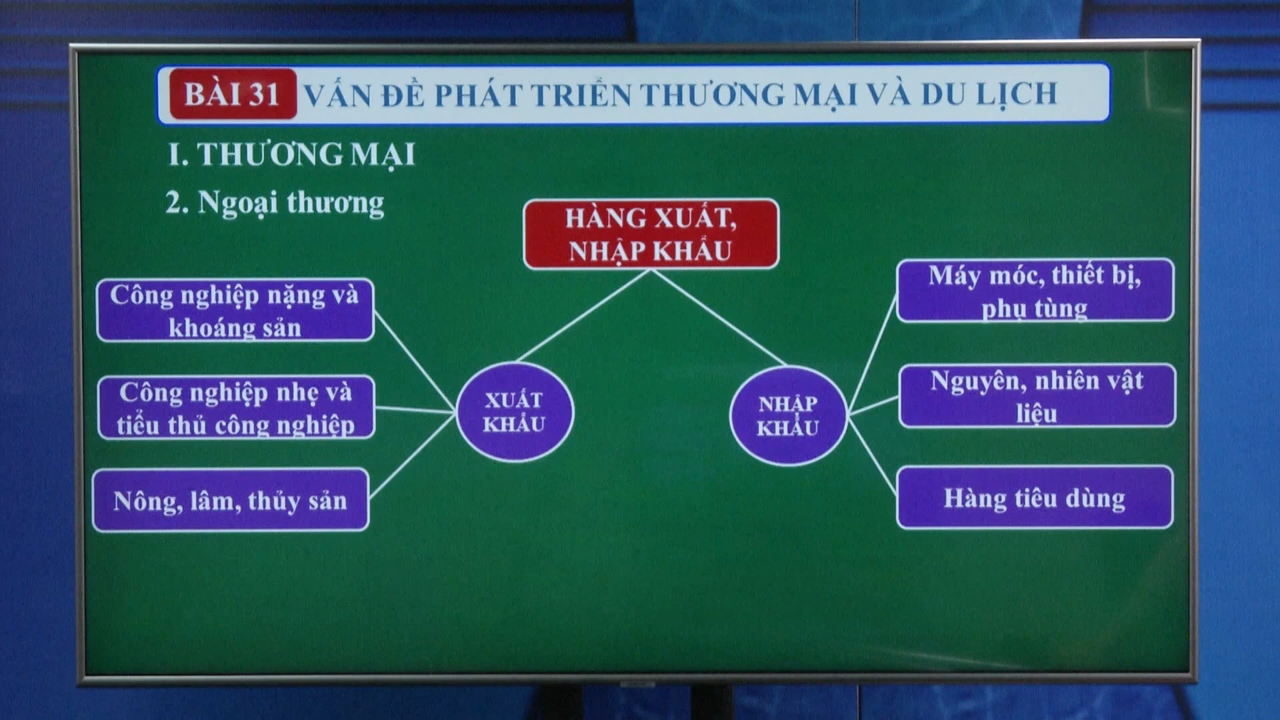 BÀI 31 VẤN ĐỀ PHÁT TRIỂN THƯƠNG MẠI VÀ DU LỊCH
I. THƯƠNG MẠI
2. Ngoại thương
HÀNG XUẤT,
NHẬP KHẨU
Công nghiệp nặng và
khoáng sản
Công nghiệp nhẹ và
tiểu thủ công nghiệp
Nông, lâm, thủy sản
XUẤT
KHẨU
NHẬP
KHẨU
Máy móc, thiết bị,
phụ tùng
Nguyên, nhiên vật
liệu
Hàng tiêu dùng